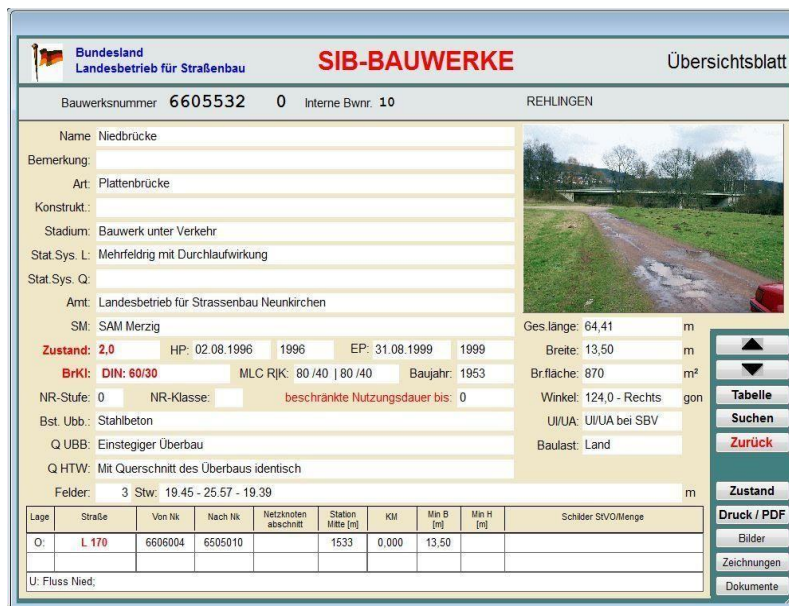 Bundesland
Landesbetrieb für Straßenbau
SIB-BAUWERKE
Übersichtsblatt
Bauwerksnummer 6605532 0 Interne Bwnr. 10 REHLINGEN
Name Niedbrücke
Bemerkung:
Art: Plattenbrücke
Konstrukt.:
Stadium: Bauwerk unter Verkehr
Stat.Sys. L: Mehrfeldrig mit Durchlaufwirkung
Stat.Sys. Q:
Amt: Landesbetrieb für Strassenbau Neunkirchen
SM: SAM Merzig Ges.länge: 64,41 m
Zustand: 2,0 HP: 02.08.1996 1996 EP: 31.08.1999 1999 Breite: 13,50 m
BrKl: DIN: 60/30 MLC R|K: 80 /40 | 80 /40 Baujahr: 1953 Br.fläche: 870 m²
NR-Stufe: 0 NR-Klasse: beschränkte Nutzungsdauer bis: 0 Winkel: 124,0 - Rechts gon Tabelle
Bst. Ubb.: Stahlbeton UI/UA: UI/UA bei SBV Suchen
Q UBB: Einstegiger Überbau Baulast: Land Zurück
Q HTW: Mit Querschnitt des Überbaus identisch
Felder: 3 Stw: 19.45 - 25.57 - 19.39 m Zustand
Lage Straße Von Nk Nach Nk Netzknoten abschnitt Station Mitte [m] KM Min B [m] Min H [m] Schilder StVO/Menge Druck / PDF
O: L 170 6606004 6505010 1533 0,000 13,50 Bilder
Zeichnungen
U: Fluss Nied; Dokumente